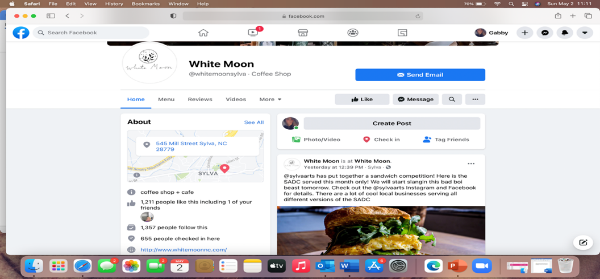 Safari File Edit View History Bookmarks Window Help
76% Sun May 2 11:11
facebook.com
Search Facebook
Gabby
White Moon
White Moon
@whitemoonsylva · Coffee Shop
Send Email
Home Menu Reviews Videos More
Like Message
About See All
545 Mill Street Sylva, NC
28779
SYLVA
coffee shop + cafe
1,211 people like this including 1 of your
friends
1,357 people follow this
955 people checked in here
http://www.whitemoonnc.com/
Create Post
Photo/Video Check in Tag Friends
White Moon is at White Moon.
Yesterday at 12:39 PM · Sylva ·
@sylvaarts has put together a sandwich competition! Here is the
SADC served this month only! We will start slangin this bad boi
beast tomorrow. Check out the @sylvaarts Instagram and Facebook
for details. There are a lot of cool local businesses serving all
different versions of the SADC